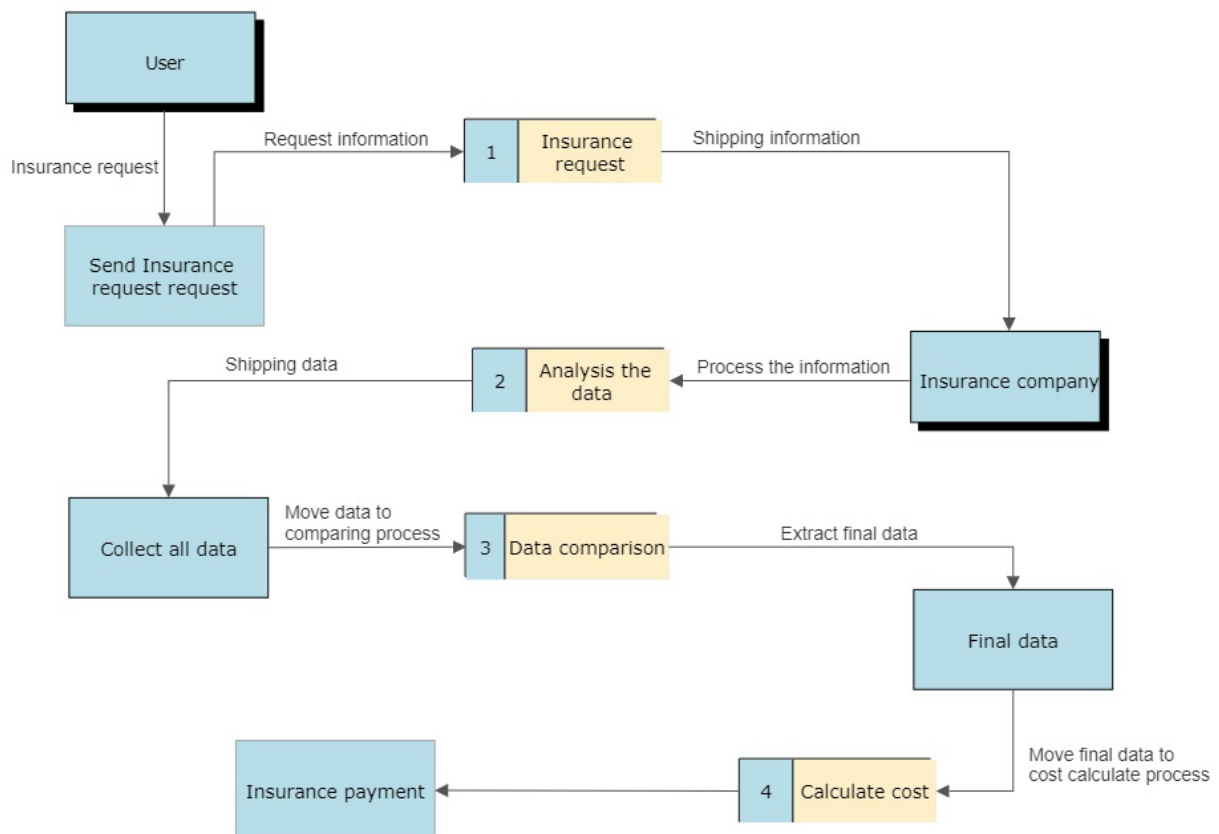 User
Insurance request
Send Insurance
request request
Request information
1
Insurance
request
Shipping information
Insurance company
Process the information
2
Analysis the
data
Shipping data
Collect all data
Move data to
comparing process
3
Data comparison
Extract final data
Final data
Move final data to
cost calculate process
4
Calculate cost
Insurance payment